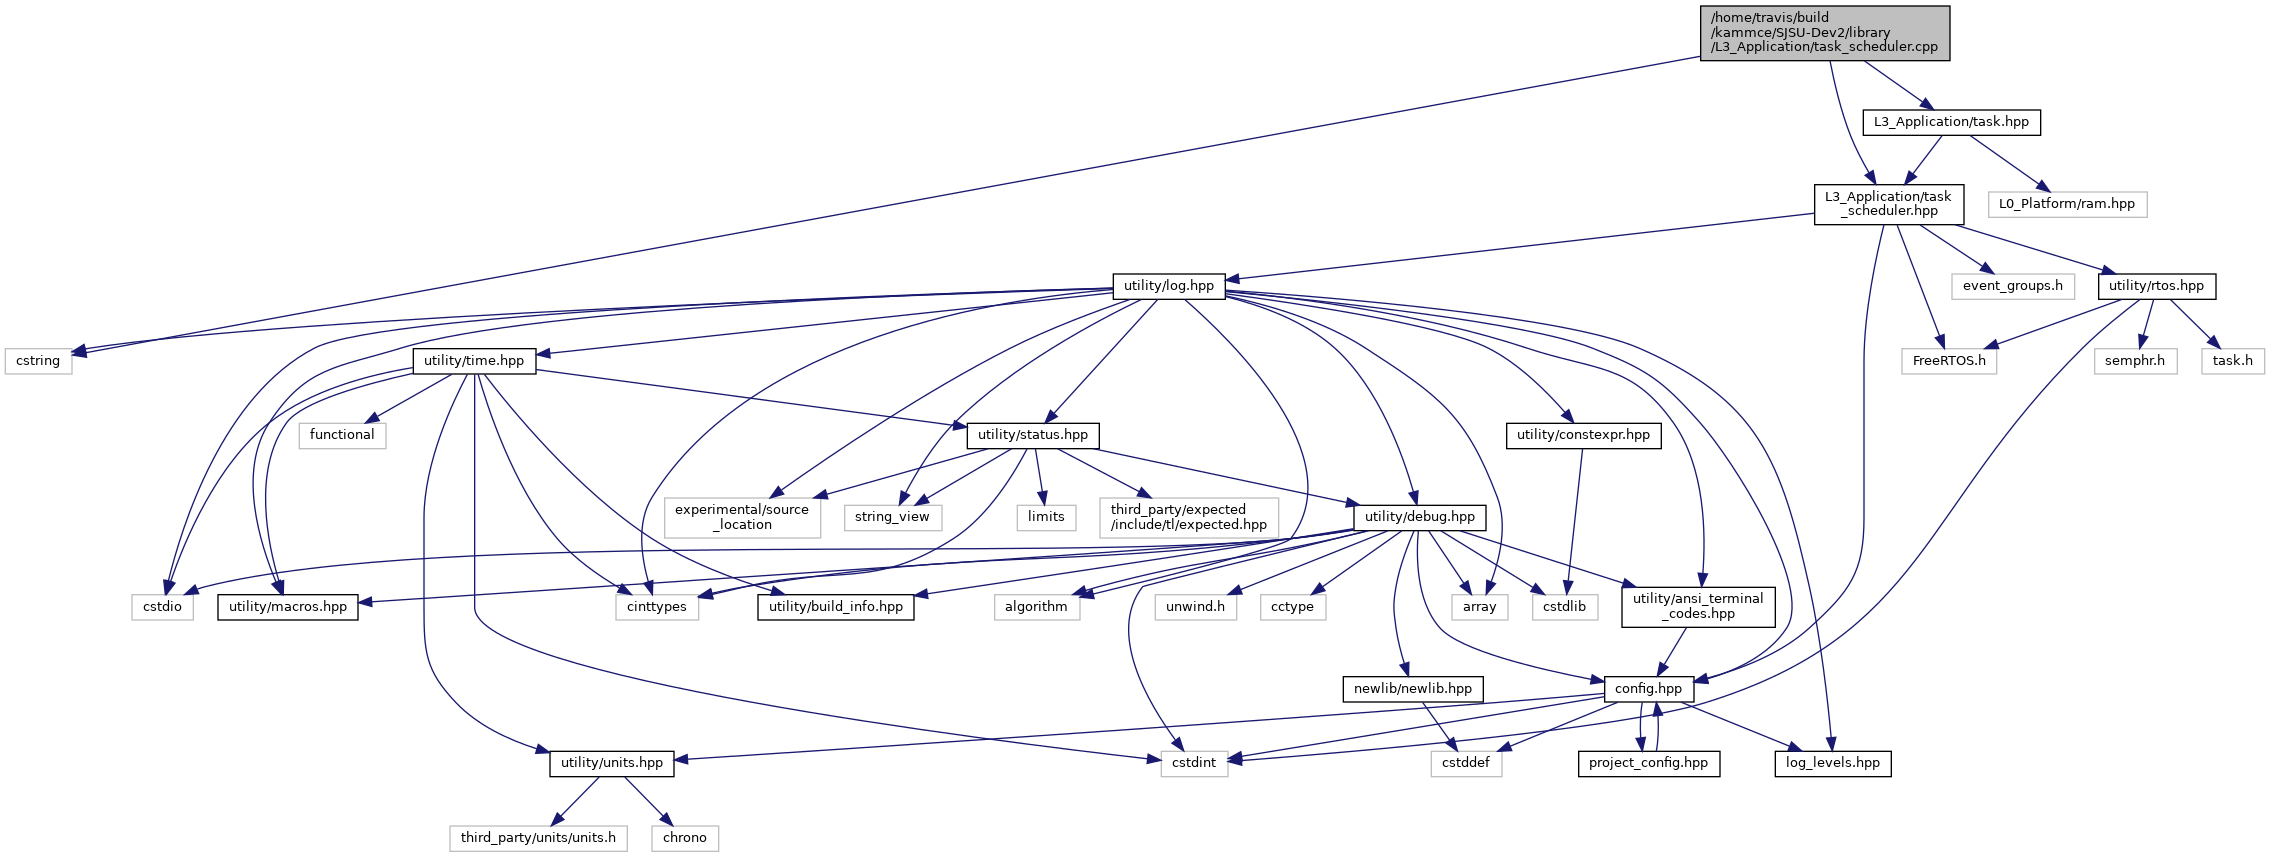 /home/travis/build
/kammce/SJSU-Dev2/library
/L3_Application/task_scheduler.cpp
L3_Application/task.hpp
L3_Application/task
_scheduler.hpp
L0_Platform/ram.hpp
utility/log.hpp
event_groups.h
utility/rtos.hpp
cstring
utility/time.hpp
FreeRTOS.h
semphr.h
task.h
functional
utility/status.hpp
utility/constexpr.hpp
experimental/source
_location
string_view
limits
third_party/expected
/include/tl/expected.hpp
utility/debug.hpp
cstdio
utility/macros.hpp
cinttypes
utility/build_info.hpp
algorithm
unwind.h
cctype
array
cstdlib
utility/ansi_terminal
_codes.hpp
newlib/newlib.hpp
config.hpp
utility/units.hpp
cstdint
cstddef
project_config.hpp
log_levels.hpp
third_party/units/units.h
chrono